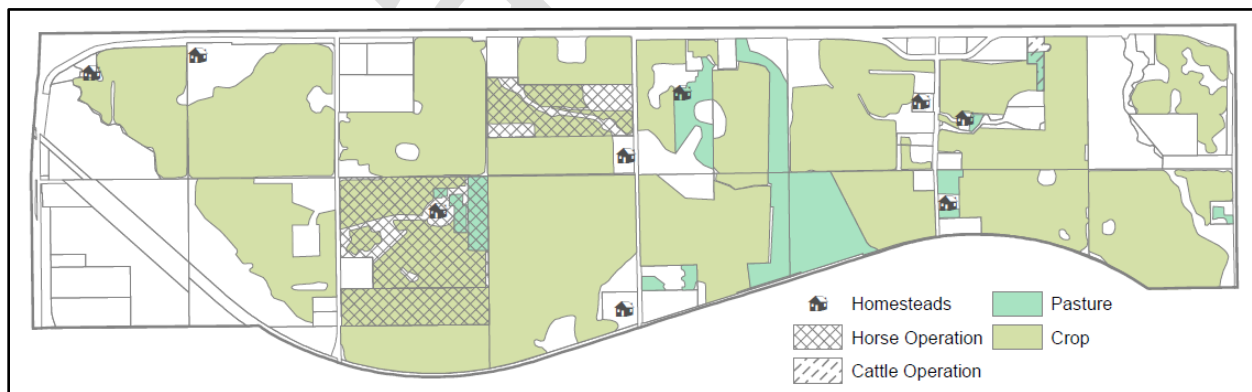 Homesteads
Pasture
Horse Operation
Crop
Cattle Operation